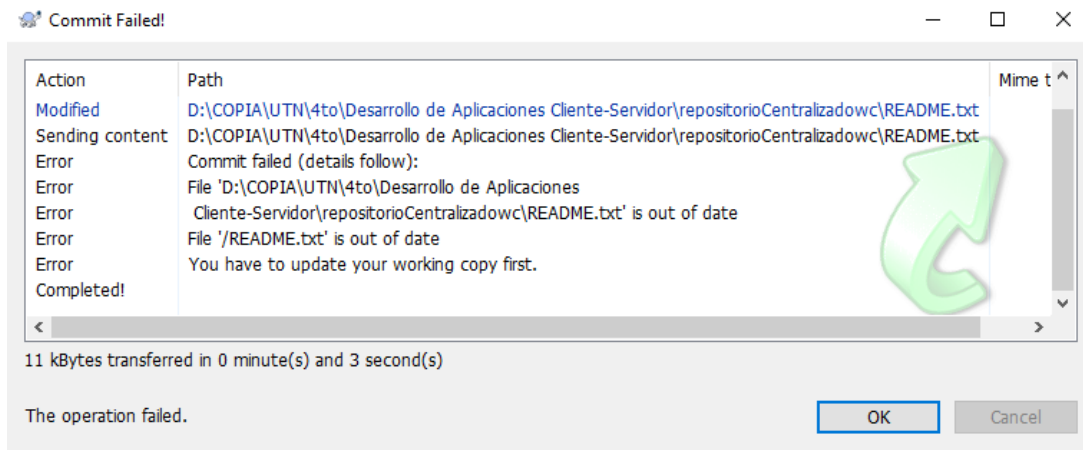 Commit Failed!
Action Path Mime t
Modified D:\COPIA\UTN\4to\Desarrollo de Aplicaciones Cliente-Servidor\repositorioCentralizadowc\README.txt
Sending content D:\COPIA\UTN\4to\Desarrollo de Aplicaciones Cliente-Servidor\repositorioCentralizadowc\README.txt
Error Commit failed (details follow):
Error File 'D:\COPIA\UTN\4to\Desarrollo de Aplicaciones
Error Cliente-Servidor\repositorioCentralizadowc\README.txt' is out of date
Error File '/README.txt' is out of date
Error You have to update your working copy first.
Completed!
11 kBytes transferred in 0 minute(s) and 3 second(s)
The operation failed.
OK Cancel